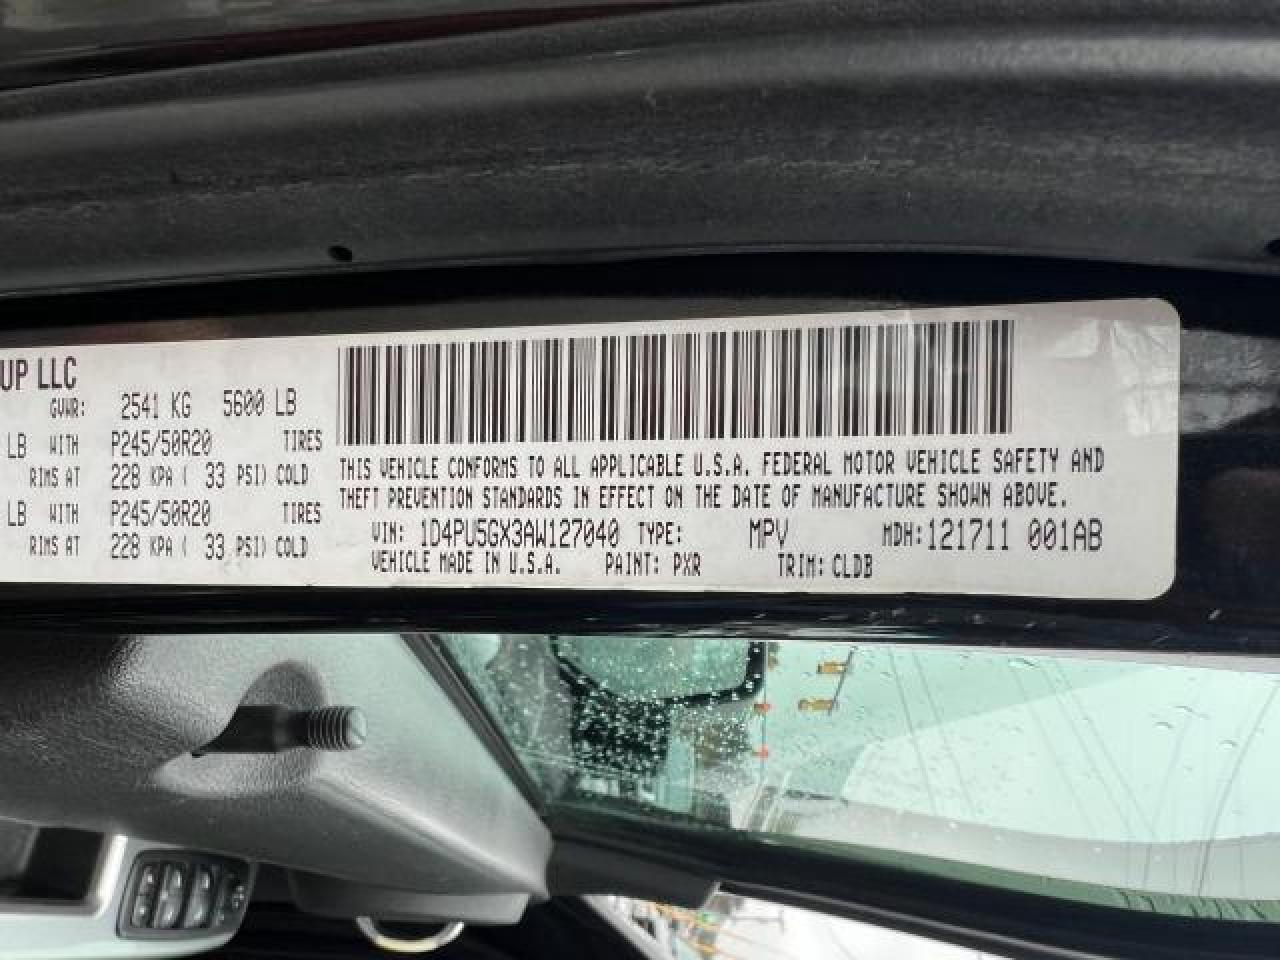 UP LLC
GVWR: 2541 KG 5600 LB
LB WITH P245/50R20 TIRES
RIMS AT 228 KPA ( 33 PSI) COLD
LB WITH P245/50R20 TIRES
RIMS AT 228 KPA ( 33 PSI) COLD
THIS VEHICLE CONFORMS TO ALL APPLICABLE U.S.A. FEDERAL MOTOR VEHICLE SAFETY AND
THEFT PREVENTION STANDARDS IN EFFECT ON THE DATE OF MANUFACTURE SHOWN ABOVE.
VIN: 1D4PU5GX3AW127040 TYPE: MPV MDH:121711 001AB
VEHICLE MADE IN U.S.A. PAINT: PXR TRIM: CLDB